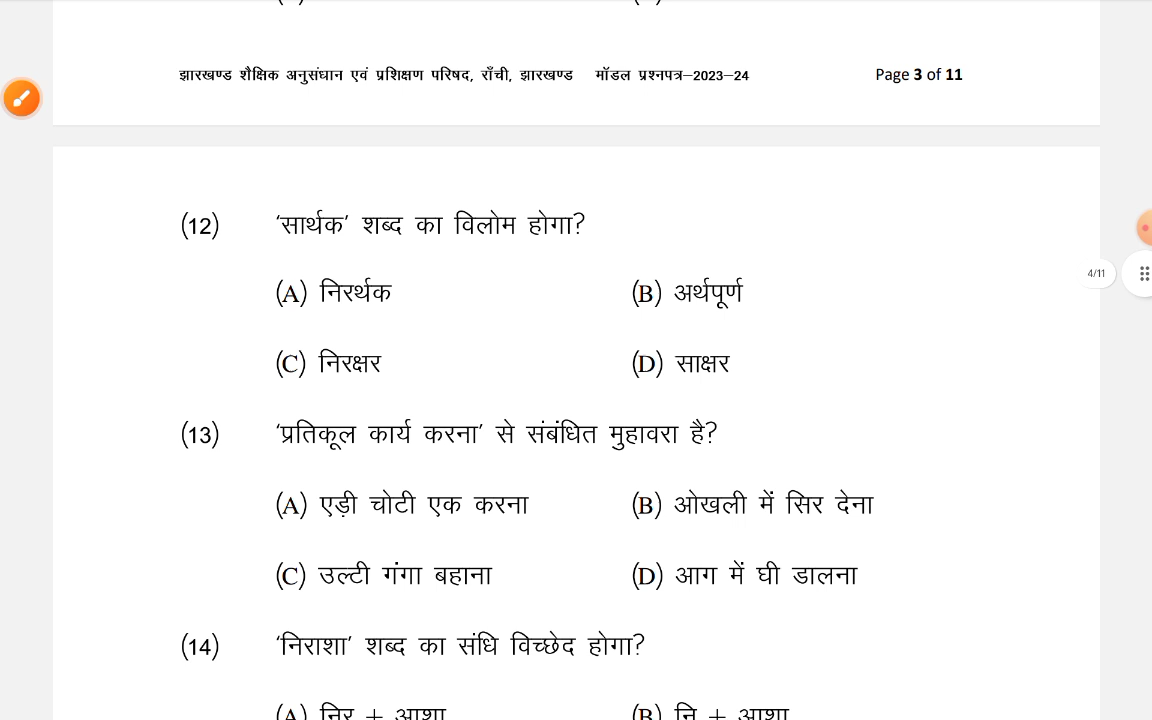 झारखण्ड शैक्षिक अनुसंधान एवं प्रशिक्षण परिषद, राँची, झारखण्ड मॉडल प्रश्नपत्र–2023–24 Page 3 of 11
(12) 'सार्थक' शब्द का विलोम होगा?
4/11
(A) निरर्थक (B) अर्थपूर्ण
(C) निरक्षर (D) साक्षर
(13) 'प्रतिकूल कार्य करना' से संबंधित मुहावरा है?
(A) एड़ी चोटी एक करना (B) ओखली में सिर देना
(C) उल्टी गंगा बहाना (D) आग में घी डालना
(14) 'निराशा' शब्द का संधि विच्छेद होगा?
(A) निर + आशा (B) नि + आशा